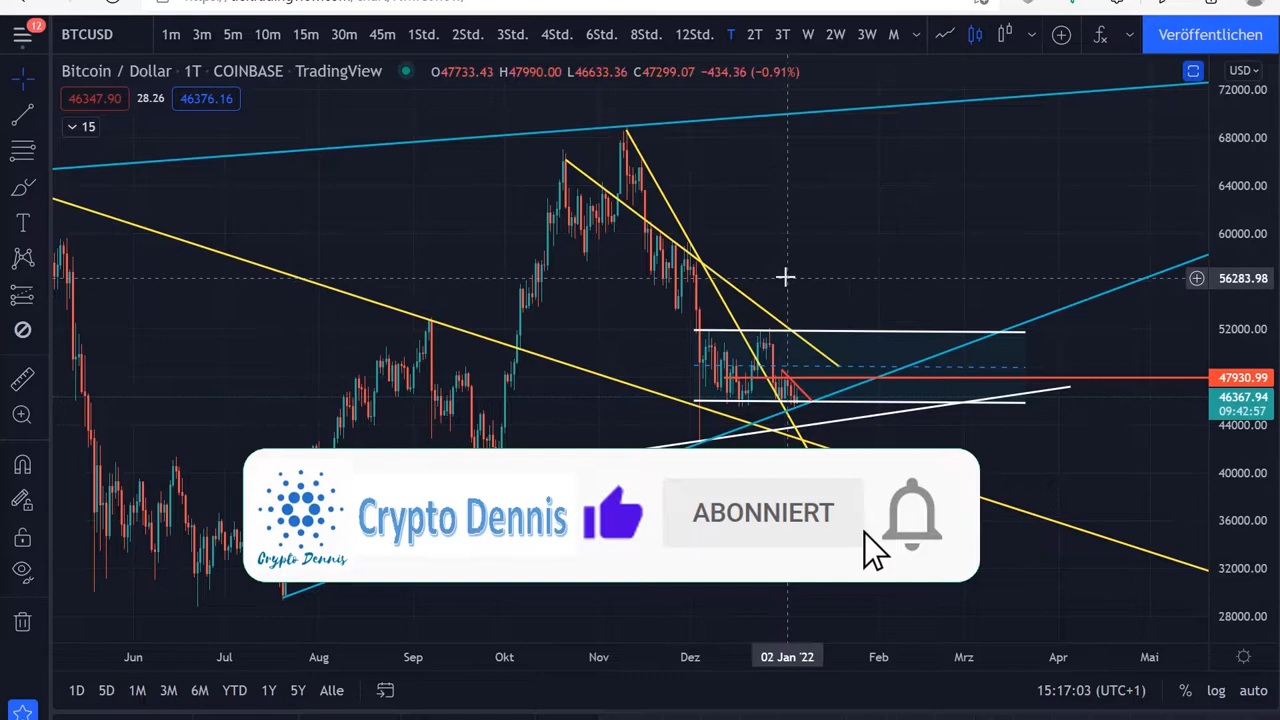 12
BTCUSD
1m 3m 5m 10m 15m 30m 45m 1Std. 2Std. 3Std. 4Std. 6Std. 8Std. 12Std. T 2T 3T W 2W 3W M
Veröffentlichen
Bitcoin / Dollar · 1T · COINBASE · TradingView
O47733.43 H47990.00 L46633.36 C47299.07 −434.36 (−0.91%)
USD
46347.90 28.26 46376.16
15
72000.00
68000.00
64000.00
60000.00
56283.98
52000.00
47930.99
46367.94
09:42:57
44000.00
40000.00
36000.00
32000.00
28000.00
Crypto Dennis
Crypto Dennis
ABONNIERT
Jun Jul Aug Sep Okt Nov Dez 02 Jan '22 Feb Mrz Apr Mai
1D 5D 1M 3M 6M YTD 1Y 5Y Alle
15:17:03 (UTC+1) % log auto